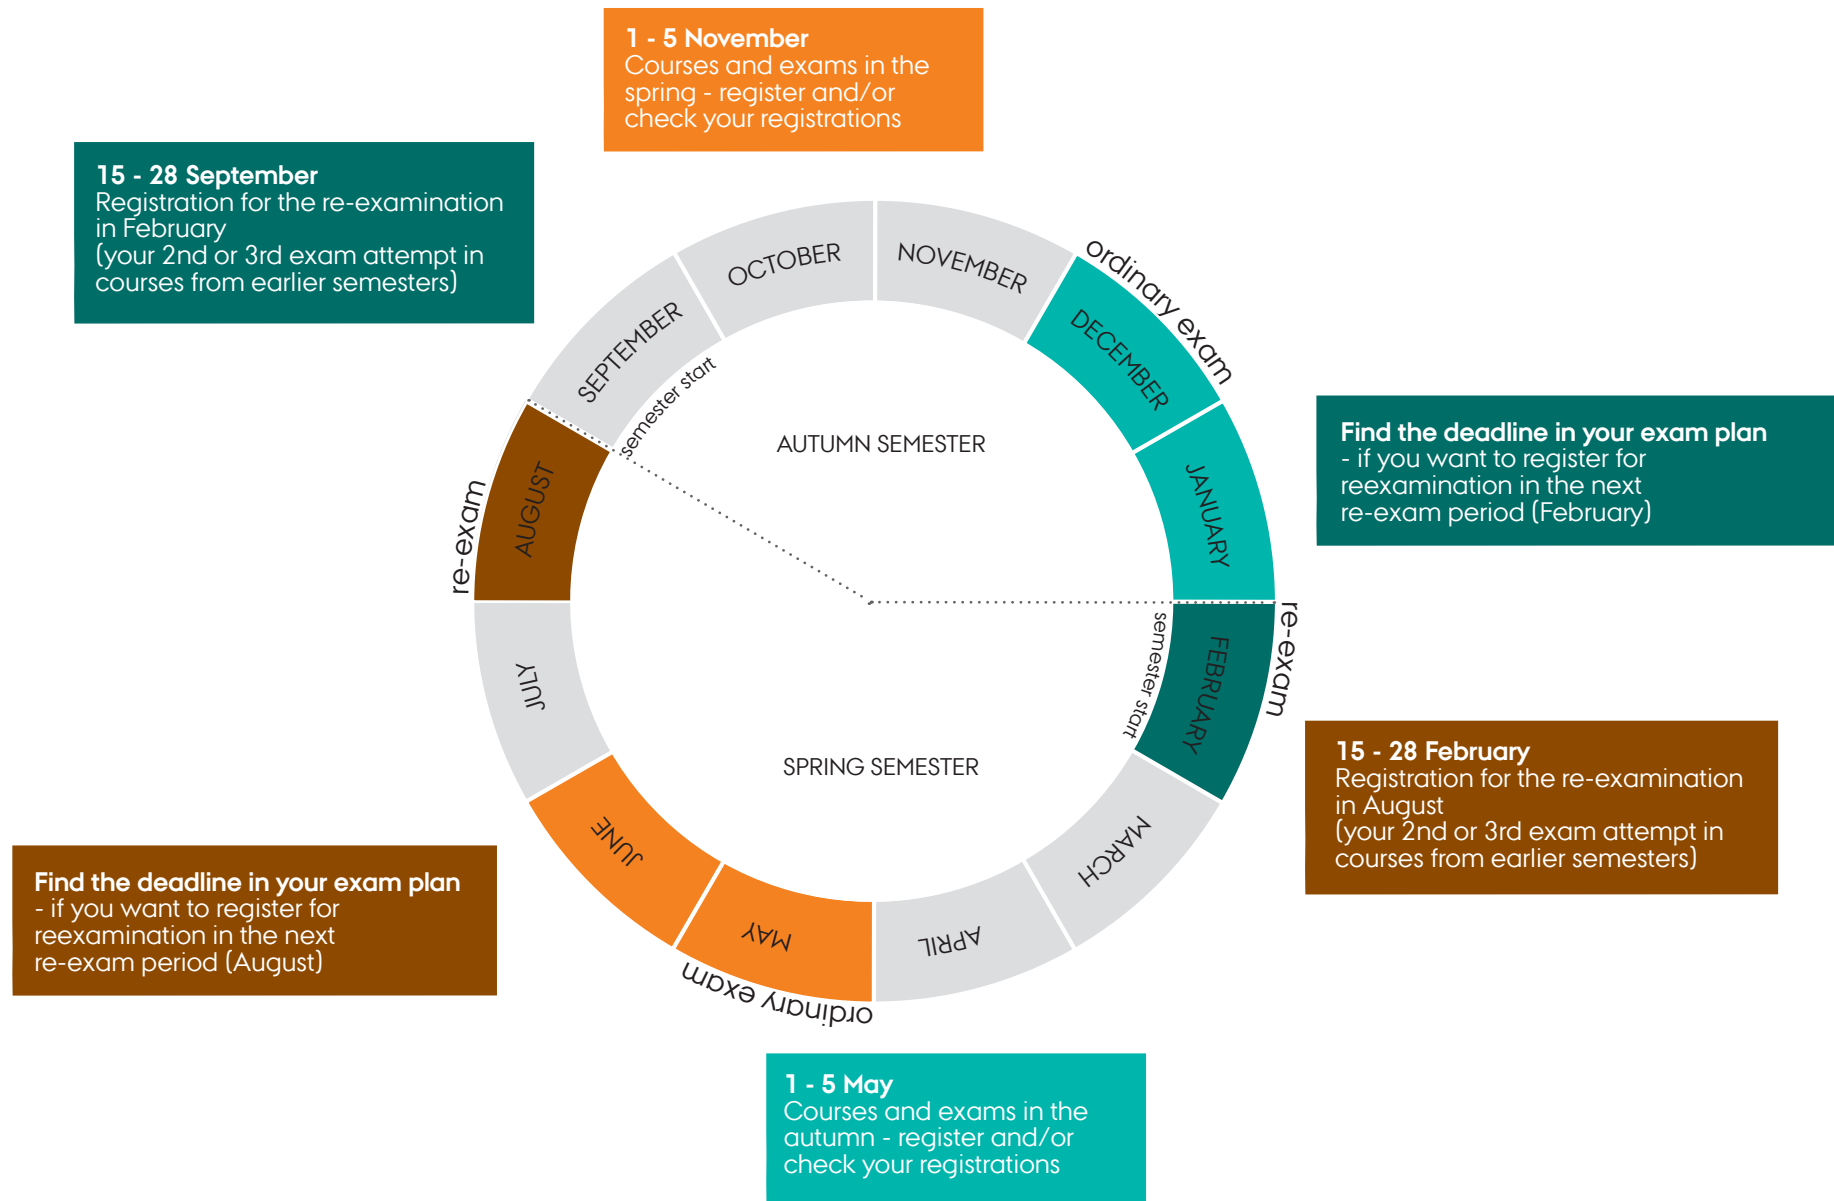 1 - 5 November
Courses and exams in the
spring - register and/or
check your registrations
15 - 28 September
Registration for the re-examination
in February
(your 2nd or 3rd exam attempt in
courses from earlier semesters)
OCTOBER
NOVEMBER
ordinary exam
DECEMBER
SEPTEMBER
semester start
AUTUMN SEMESTER
JANUARY
Find the deadline in your exam plan
- if you want to register for
reexamination in the next
re-exam period (February)
re-exam
AUGUST
semester start
FEBRUARY
re-exam
JULY
SPRING SEMESTER
15 - 28 February
Registration for the re-examination
in August
(your 2nd or 3rd exam attempt in
courses from earlier semesters)
JUNE
MARCH
MAY
APRIL
ordinary exam
Find the deadline in your exam plan
- if you want to register for
reexamination in the next
re-exam period (August)
1 - 5 May
Courses and exams in the
autumn - register and/or
check your registrations